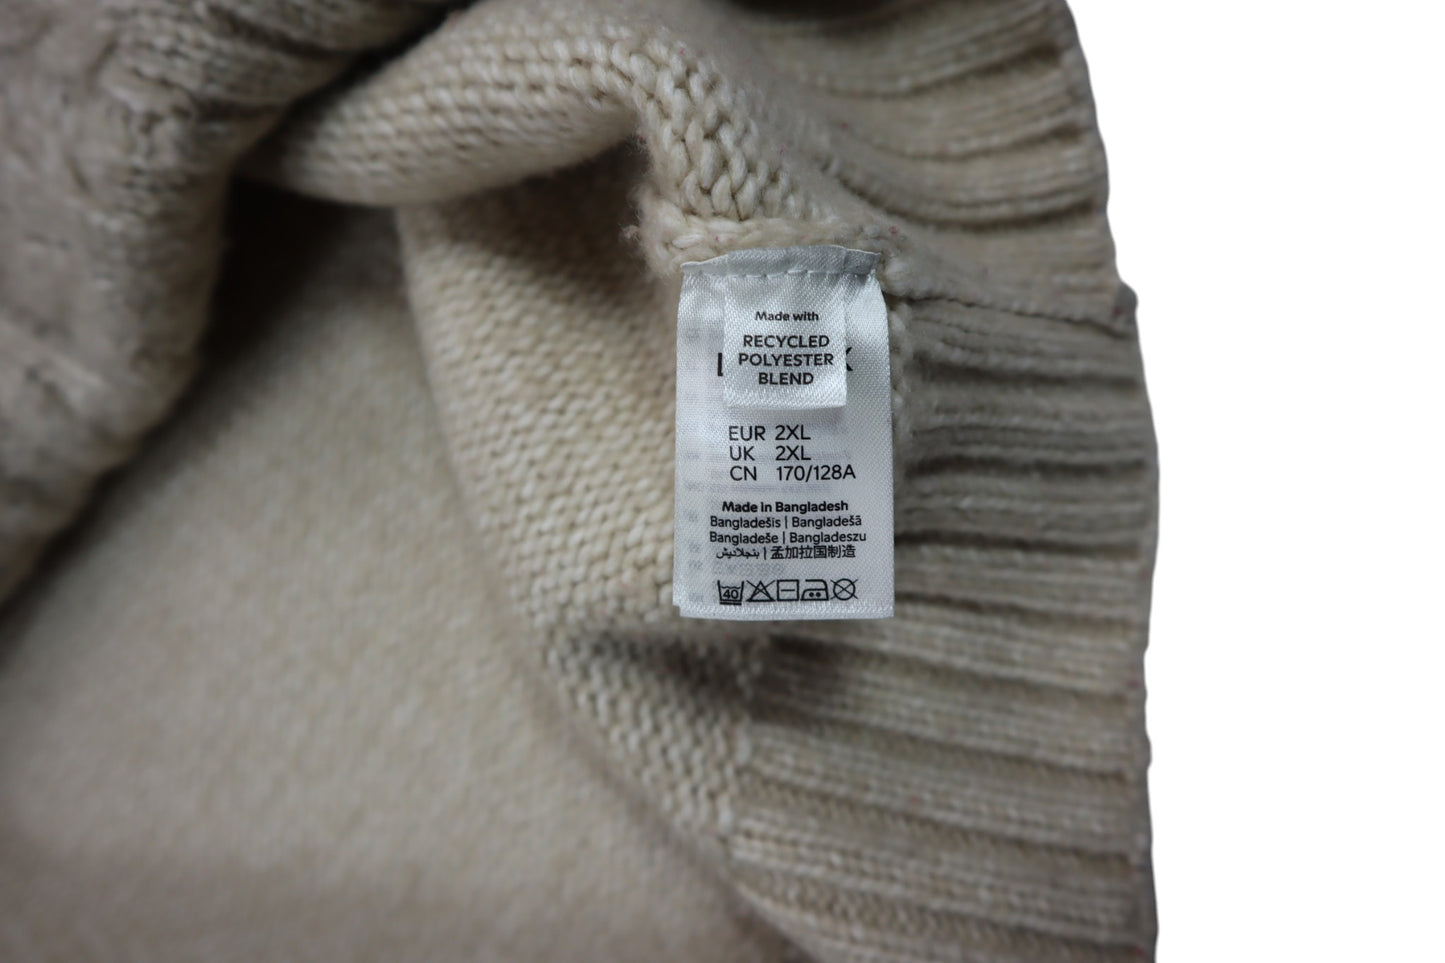 Made with
RECYCLED
POLYESTER
BLEND
EUR 2XL
UK 2XL
CN 170/128A
Made in Bangladesh
Bangladešis | Bangladešā
Bangladeše | Bangladeszu
بنجلاديش | 孟加拉国制造
40